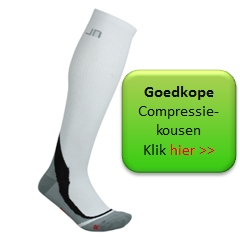 Goedkope
Compressie-
kousen
Klik hier >>